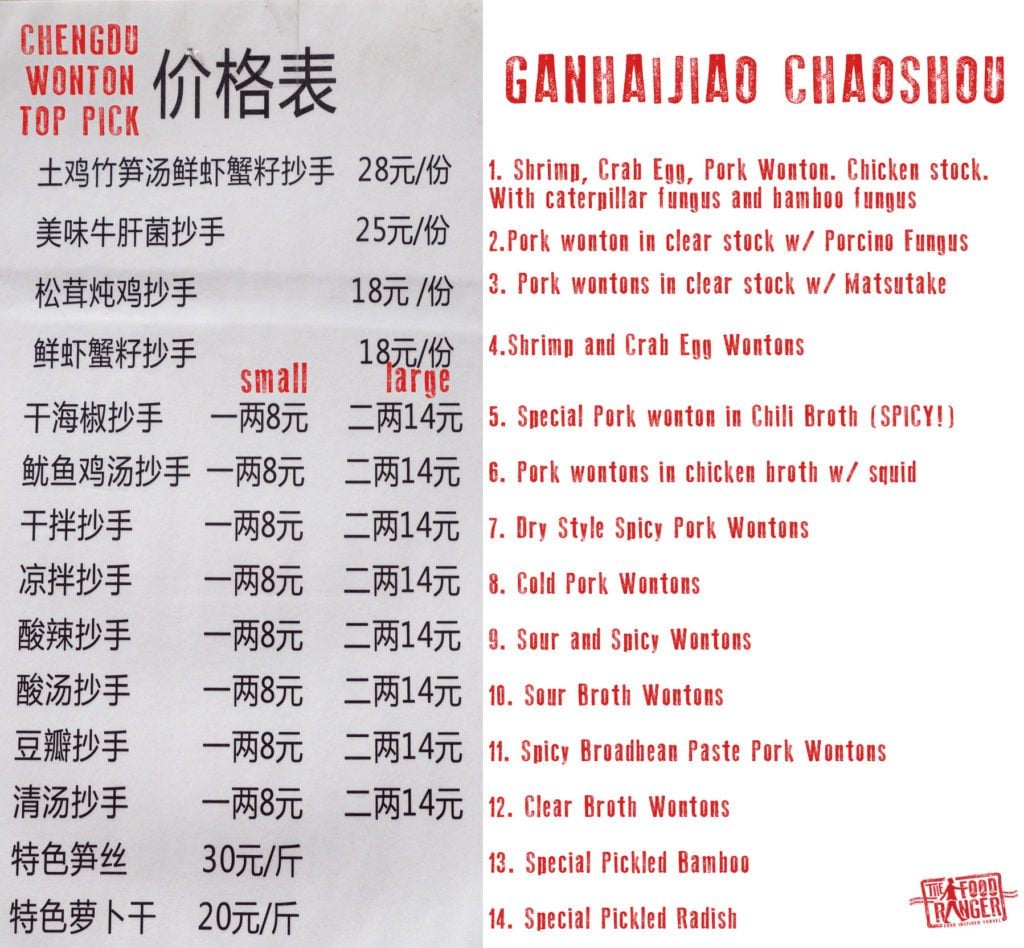 CHENGDU
WONTON
TOP PICK
价格表
土鸡竹笋汤鲜虾蟹籽抄手 28元/份
美味牛肝菌抄手 25元/份
松茸炖鸡抄手 18元/份
鲜虾蟹籽抄手 18元/份
small large
干海椒抄手 一两8元 二两14元
鱿鱼鸡汤抄手 一两8元 二两14元
干拌抄手 一两8元 二两14元
凉拌抄手 一两8元 二两14元
酸辣抄手 一两8元 二两14元
酸汤抄手 一两8元 二两14元
豆瓣抄手 一两8元 二两14元
清汤抄手 一两8元 二两14元
特色笋丝 30元/斤
特色萝卜干 20元/斤
GANHAIJIAO CHAOSHOU
1. Shrimp, Crab Egg, Pork Wonton. Chicken stock.
With caterpillar fungus and bamboo fungus
2.Pork wonton in clear stock w/ Porcino Fungus
3. Pork wontons in clear stock w/ Matsutake
4.Shrimp and Crab Egg Wontons
5. Special Pork wonton in Chili Broth (SPICY!)
6. Pork wontons in chicken broth w/ squid
7. Dry Style Spicy Pork Wontons
8. Cold Pork Wontons
9. Sour and Spicy Wontons
10. Sour Broth Wontons
11. Spicy Broadbean Paste Pork Wontons
12. Clear Broth Wontons
13. Special Pickled Bamboo
14. Special Pickled Radish
THE FOOD
RANGER
FOOD INSPIRED TRAVEL